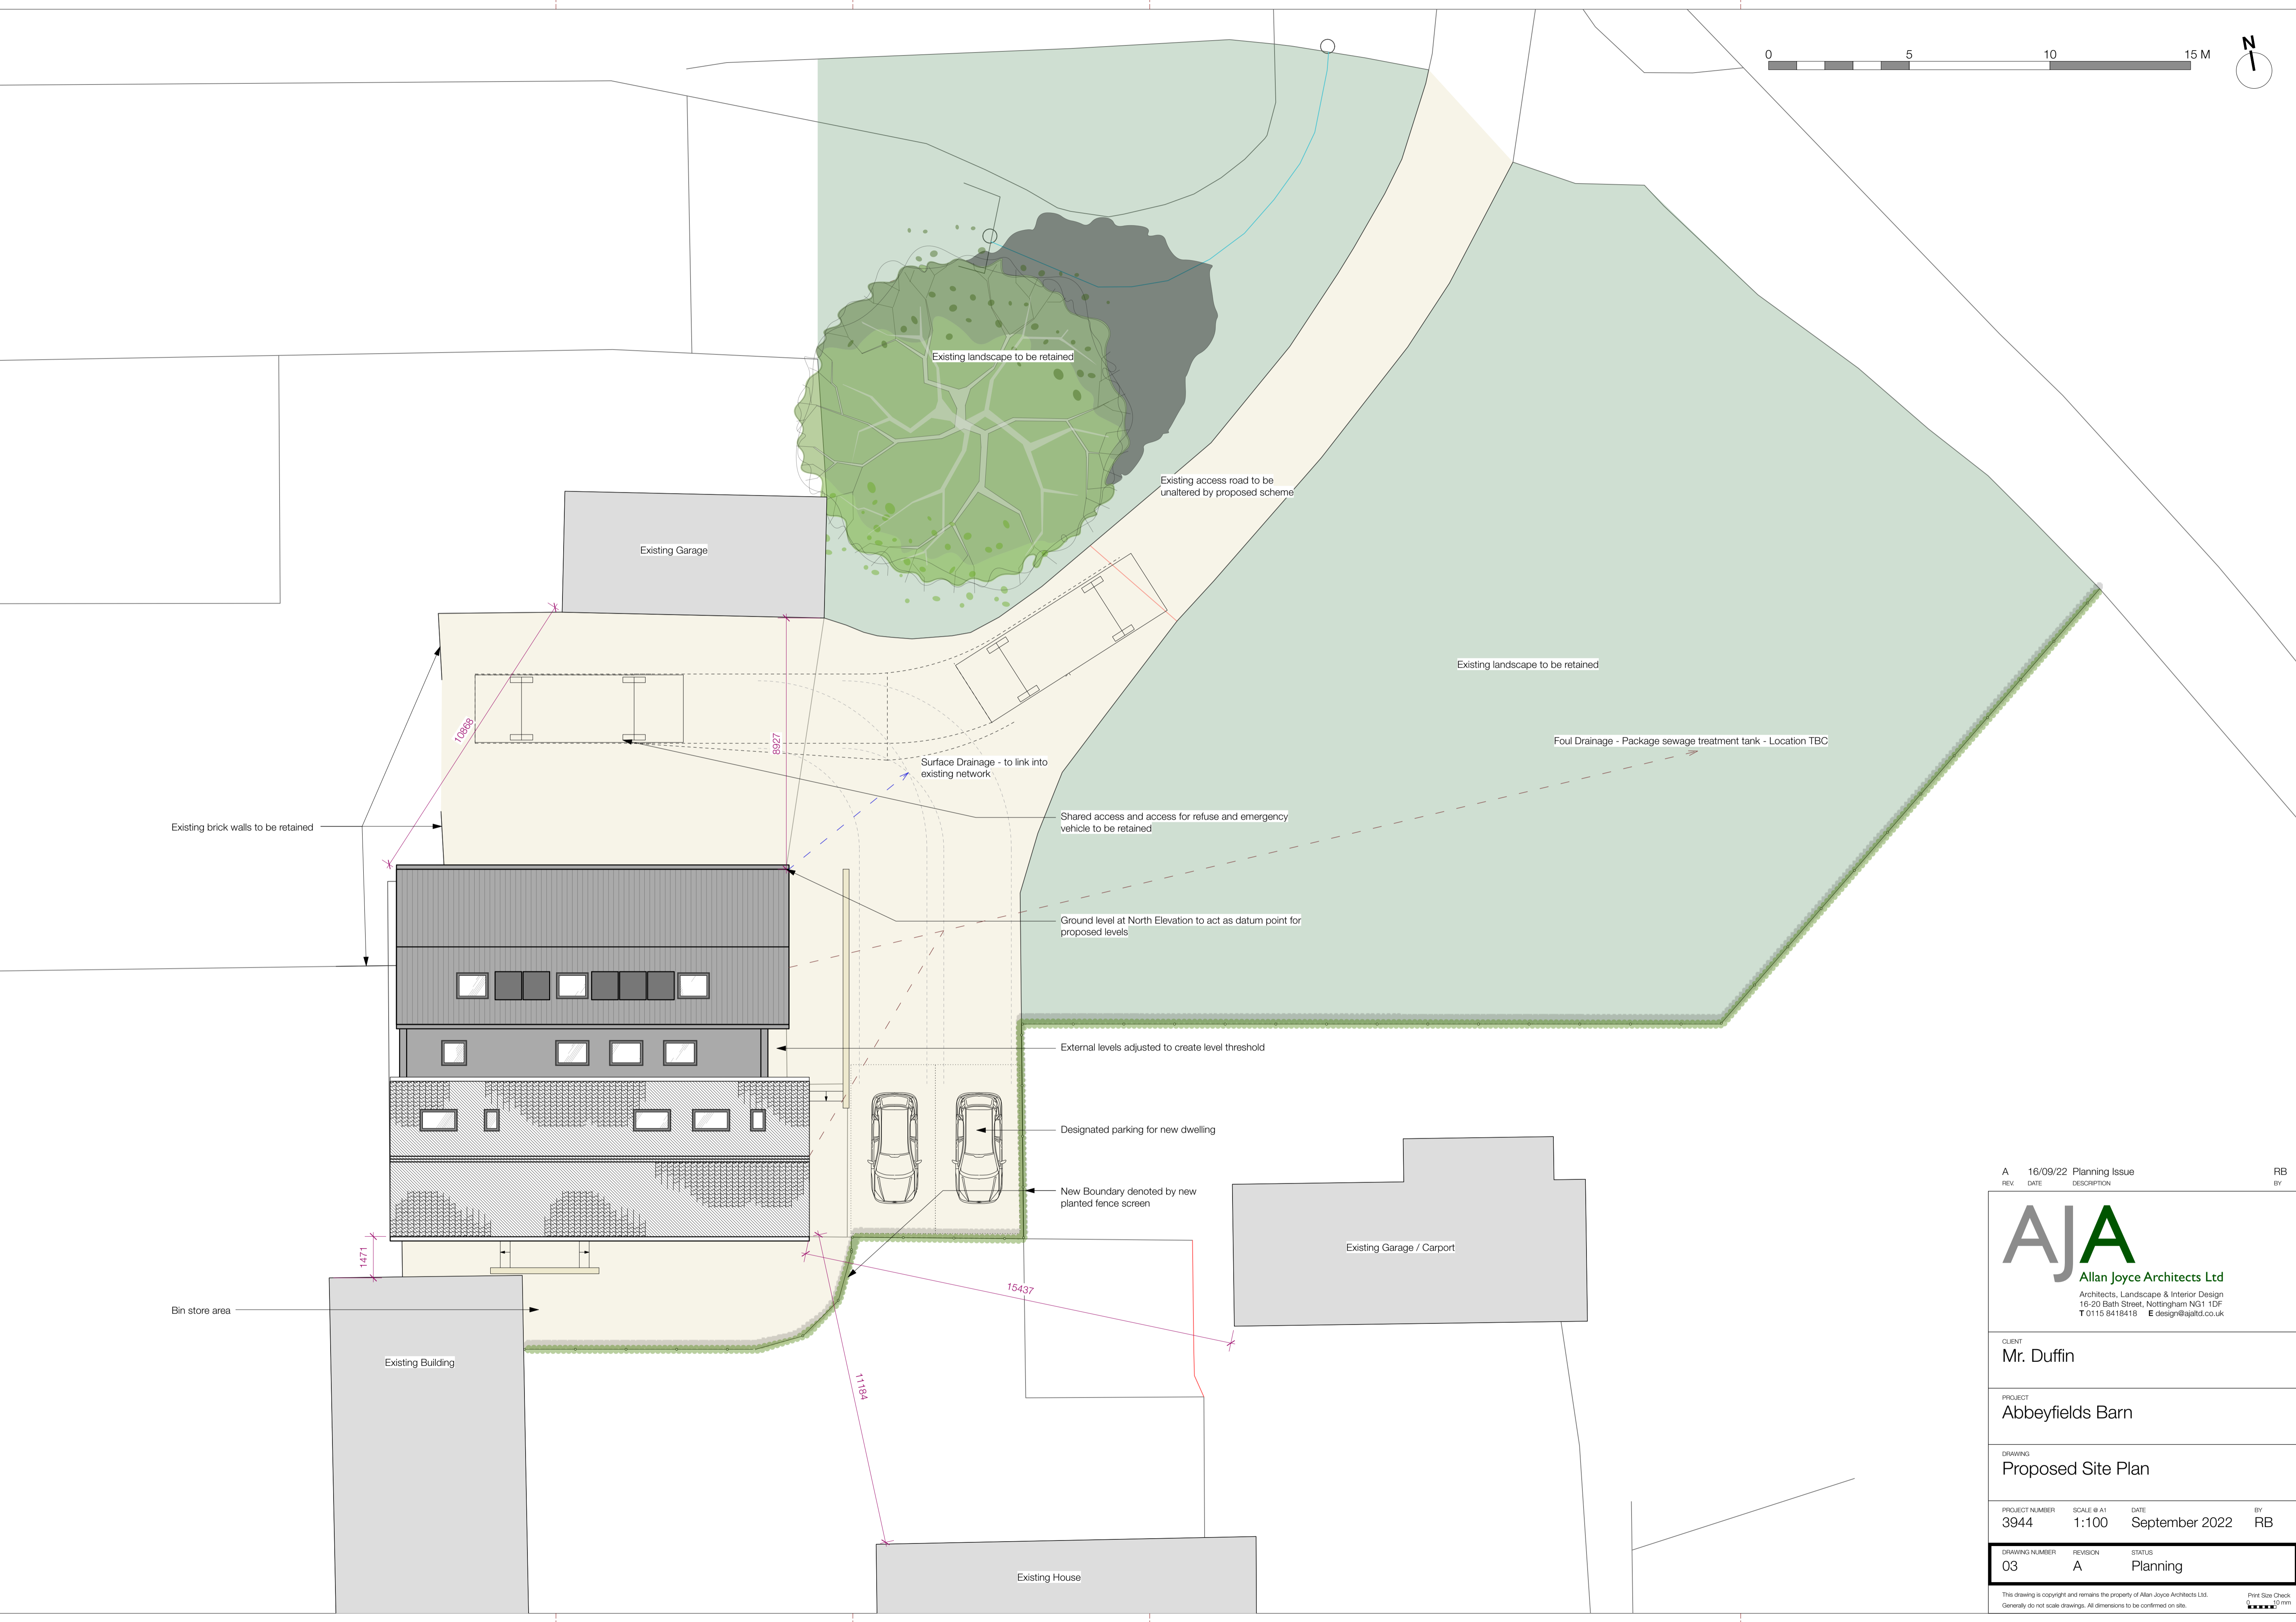 0 5 10 15 M
N
Existing landscape to be retained
Existing access road to be
unaltered by proposed scheme
Existing Garage
10868
8927
Existing landscape to be retained
Foul Drainage - Package sewage treatment tank - Location TBC
Surface Drainage - to link into
existing network
Shared access and access for refuse and emergency
vehicle to be retained
Existing brick walls to be retained
Ground level at North Elevation to act as datum point for
proposed levels
External levels adjusted to create level threshold
Designated parking for new dwelling
New Boundary denoted by new
planted fence screen
1471
15437
11184
Existing Garage / Carport
Bin store area
Existing Building
Existing House
A 16/09/22 Planning Issue RB
REV. DATE DESCRIPTION BY
AJA
Allan Joyce Architects Ltd
Architects, Landscape & Interior Design
16-20 Bath Street, Nottingham NG1 1DF
T 0115 8418418 E design@ajaltd.co.uk
CLIENT
Mr. Duffin
PROJECT
Abbeyfields Barn
DRAWING
Proposed Site Plan
PROJECT NUMBER SCALE @ A1 DATE BY
3944 1:100 September 2022 RB
DRAWING NUMBER REVISION STATUS
03 A Planning
This drawing is copyright and remains the property of Allan Joyce Architects Ltd.
Generally do not scale drawings. All dimensions to be confirmed on site.
Print Size Check
0 10 mm